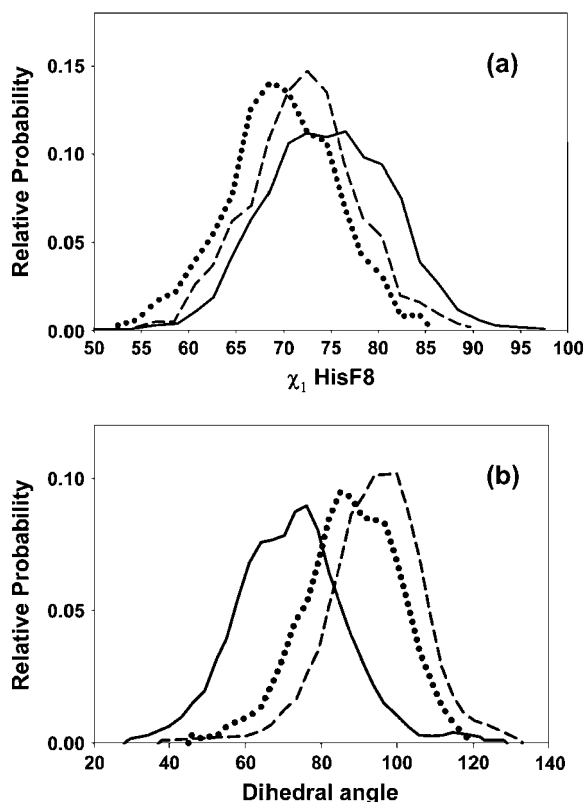 (a)
Relative Probability
0.15
0.10
0.05
0.00
50 55 60 65 70 75 80 85 90 95 100
χ1 HisF8
(b)
Relative Probability
0.10
0.05
0.00
20 40 60 80 100 120 140
Dihedral angle